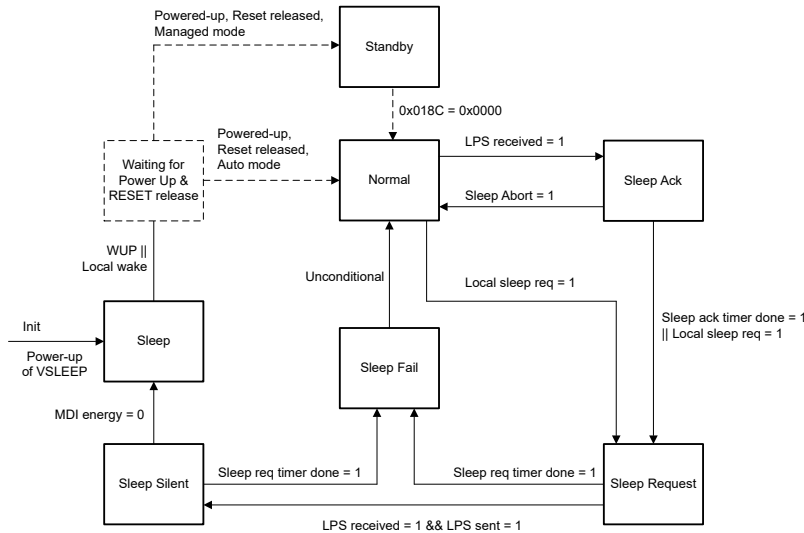 Powered-up, Reset released,
Managed mode
Standby
0x018C = 0x0000
Powered-up,
Reset released,
Auto mode
LPS received = 1
Waiting for
Power Up &
RESET release
Normal
Sleep Ack
Sleep Abort = 1
WUP ||
Local wake
Unconditional
Local sleep req = 1
Init
Sleep
Sleep ack timer done = 1
|| Local sleep req = 1
Power-up
of VSLEEP
Sleep Fail
MDI energy = 0
Sleep Silent
Sleep req timer done = 1
Sleep req timer done = 1
Sleep Request
LPS received = 1 && LPS sent = 1